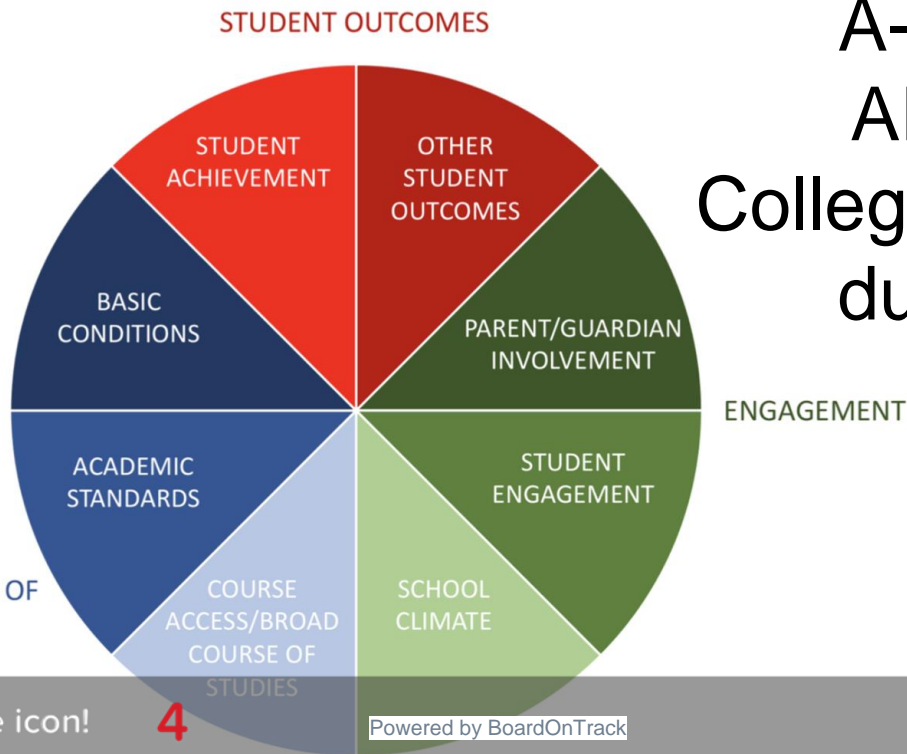 STUDENT OUTCOMES
STUDENT
ACHIEVEMENT
OTHER
STUDENT
OUTCOMES
BASIC
CONDITIONS
PARENT/GUARDIAN
INVOLVEMENT
ENGAGEMENT
ACADEMIC
STANDARDS
STUDENT
ENGAGEMENT
OF
COURSE
ACCESS/BROAD
COURSE OF
STUDIES
SCHOOL
CLIMATE
A-
Colleg
du
icon!
4
Powered by BoardOnTrack